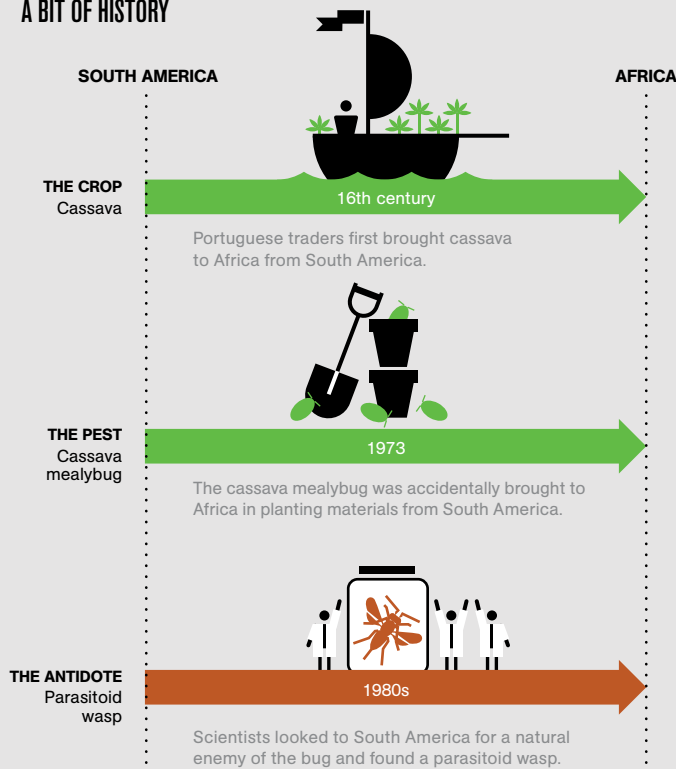 A BIT OF HISTORY
SOUTH AMERICA
AFRICA
THE CROP
Cassava
16th century
Portuguese traders first brought cassava
to Africa from South America.
THE PEST
Cassava
mealybug
1973
The cassava mealybug was accidentally brought to
Africa in planting materials from South America.
THE ANTIDOTE
Parasitoid
wasp
1980s
Scientists looked to South America for a natural
enemy of the bug and found a parasitoid wasp.